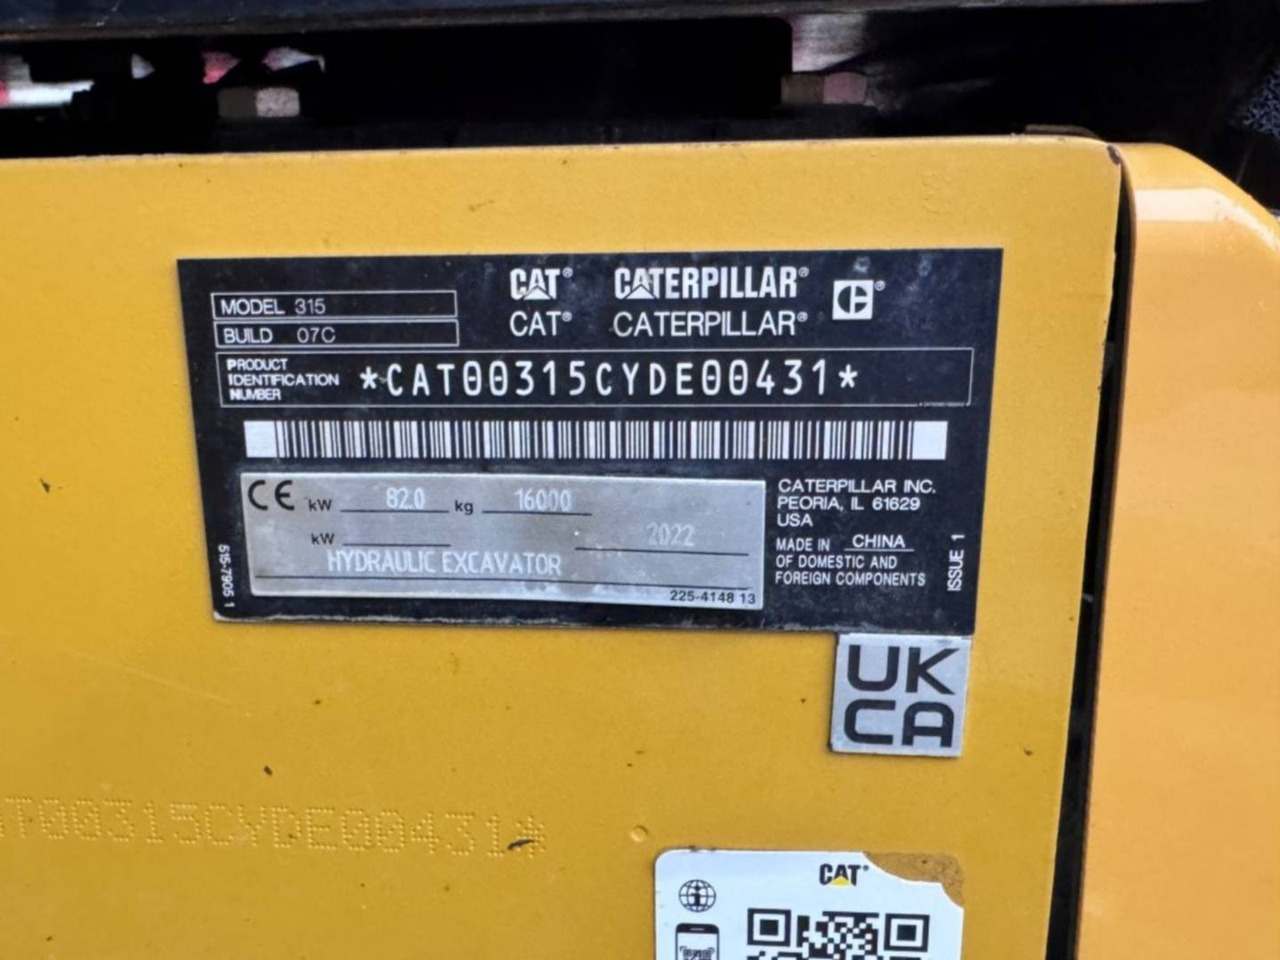 MODEL 315
BUILD 07C
CAT® CATERPILLAR®
CAT® CATERPILLAR®
PRODUCT IDENTIFICATION NUMBER *CAT00315CYDE00431*
CE kW 82.0 kg 16000
kW 2022
HYDRAULIC EXCAVATOR
225-4148 13
CATERPILLAR INC.
PEORIA, IL 61629
USA
MADE IN CHINA
OF DOMESTIC AND
FOREIGN COMPONENTS
515-7905 1
ISSUE 1
UK
CA
T00315CYDE00431*
CAT®